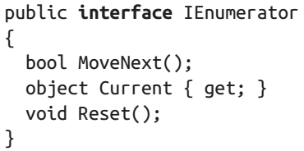 public interface IEnumerator
{
  bool MoveNext();
  object Current { get; }
  void Reset();
}